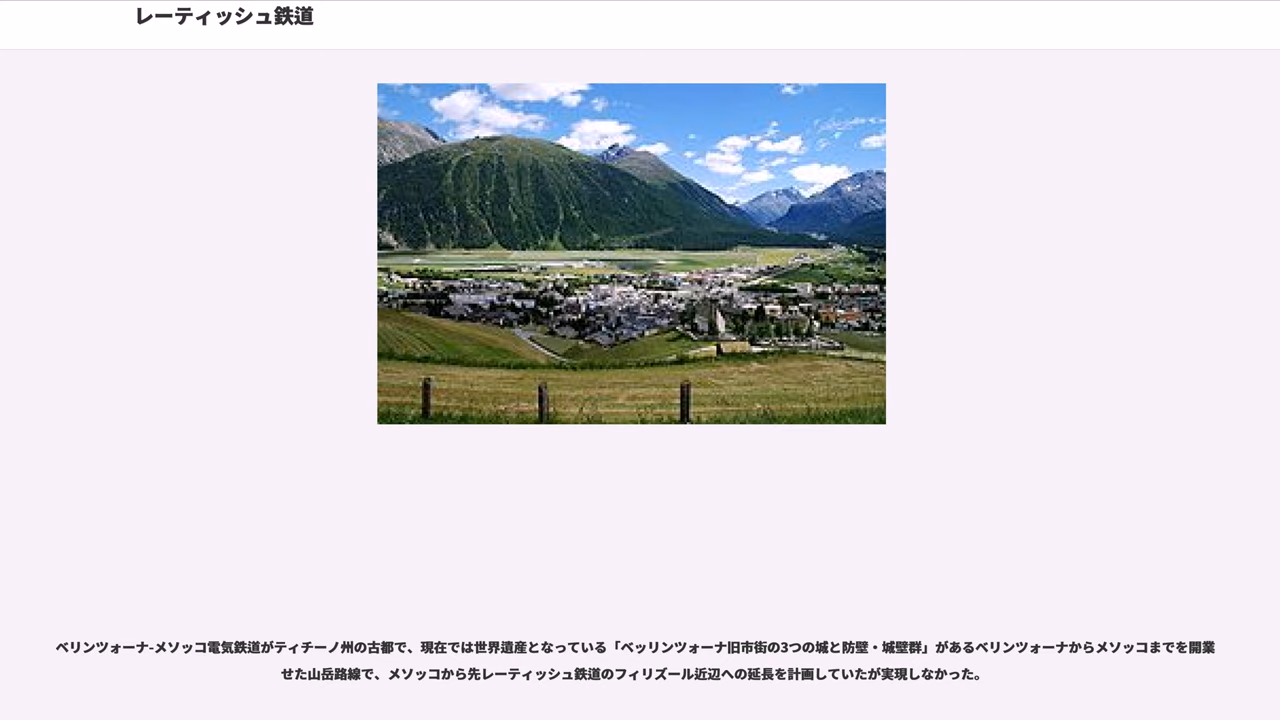 レーティッシュ鉄道
ベリンツォーナ-メソッコ電気鉄道がティチーノ州の古都で、現在では世界遺産となっている「ベッリンツォーナ旧市街の3つの城と防壁・城壁群」があるベリンツォーナからメソッコまでを開業
せた山岳路線で、メソッコから先レーティッシュ鉄道のフィリズール近辺への延長を計画していたが実現しなかった。